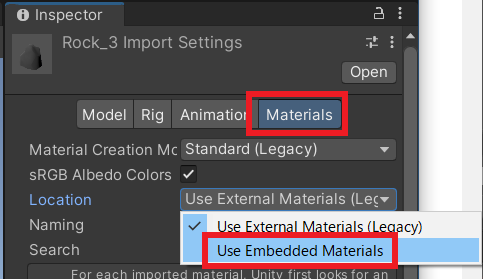 Inspector
Rock_3 Import Settings
Open
Model Rig Animation Materials
Material Creation Mo Standard (Legacy)
sRGB Albedo Colors
Location Use External Materials (Leg
Naming Use External Materials (Legacy)
Search Use Embedded Materials
For each imported material, Unity first looks for an